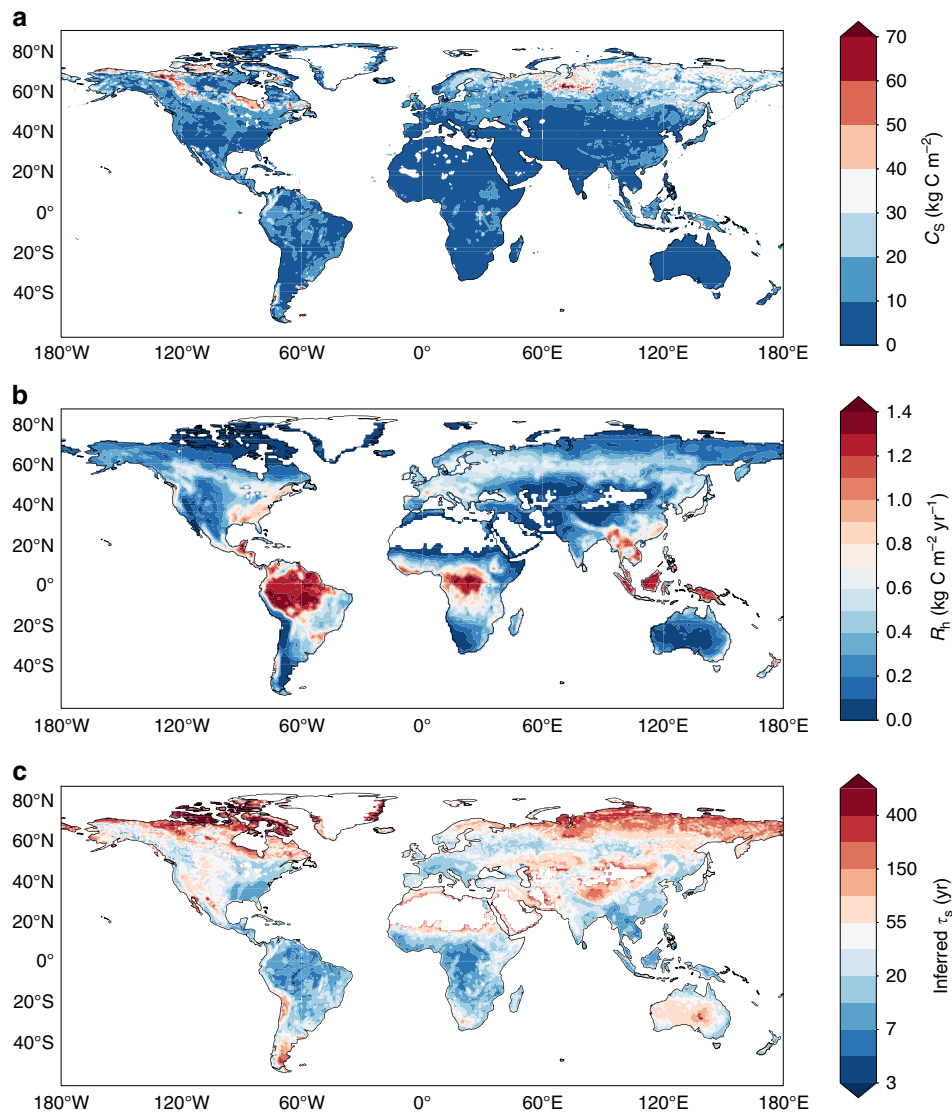 a
80°N
60°N
40°N
20°N
0°
20°S
40°S
180°W 120°W 60°W 0° 60°E 120°E 180°E
70
60
50
40
30
20
10
0
Cs (kg C m−2)
b
80°N
60°N
40°N
20°N
0°
20°S
40°S
180°W 120°W 60°W 0° 60°E 120°E 180°E
1.4
1.2
1.0
0.8
0.6
0.4
0.2
0.0
Rh (kg C m−2 yr−1)
c
80°N
60°N
40°N
20°N
0°
20°S
40°S
180°W 120°W 60°W 0° 60°E 120°E 180°E
400
150
55
20
7
3
Inferred τs (yr)